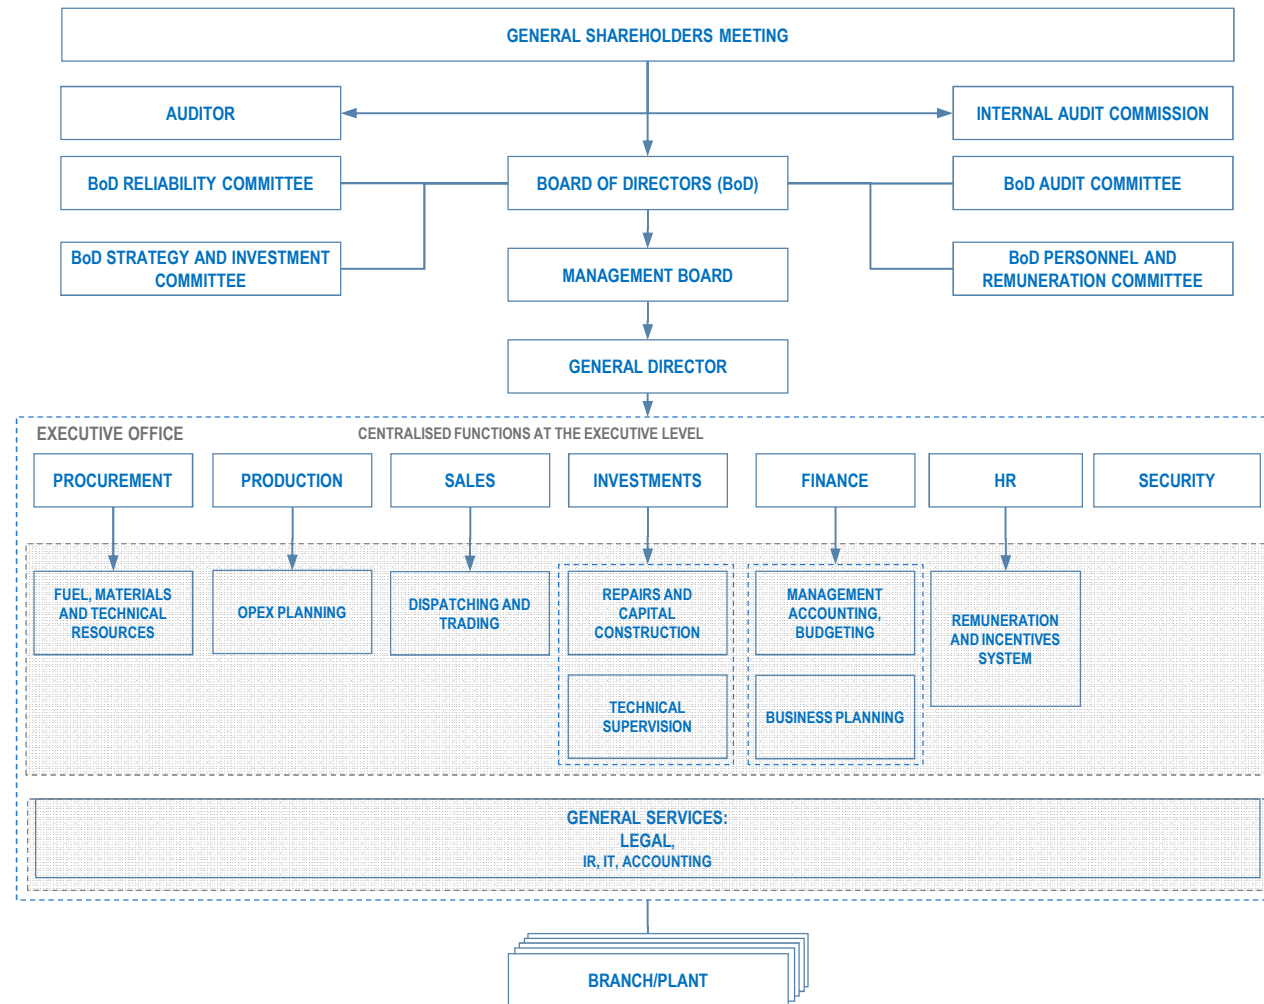 GENERAL SHAREHOLDERS MEETING
AUDITOR
INTERNAL AUDIT COMMISSION
BoD RELIABILITY COMMITTEE
BOARD OF DIRECTORS (BoD)
BoD AUDIT COMMITTEE
BoD STRATEGY AND INVESTMENT
COMMITTEE
MANAGEMENT BOARD
BoD PERSONNEL AND
REMUNERATION COMMITTEE
GENERAL DIRECTOR
EXECUTIVE OFFICE
CENTRALISED FUNCTIONS AT THE EXECUTIVE LEVEL
PROCUREMENT
PRODUCTION
SALES
INVESTMENTS
FINANCE
HR
SECURITY
FUEL, MATERIALS
AND TECHNICAL
RESOURCES
OPEX PLANNING
DISPATCHING AND
TRADING
REPAIRS AND
CAPITAL
CONSTRUCTION
MANAGEMENT
ACCOUNTING,
BUDGETING
REMUNERATION
AND INCENTIVES
SYSTEM
TECHNICAL
SUPERVISION
BUSINESS PLANNING
GENERAL SERVICES:
LEGAL,
IR, IT, ACCOUNTING
BRANCH/PLANT